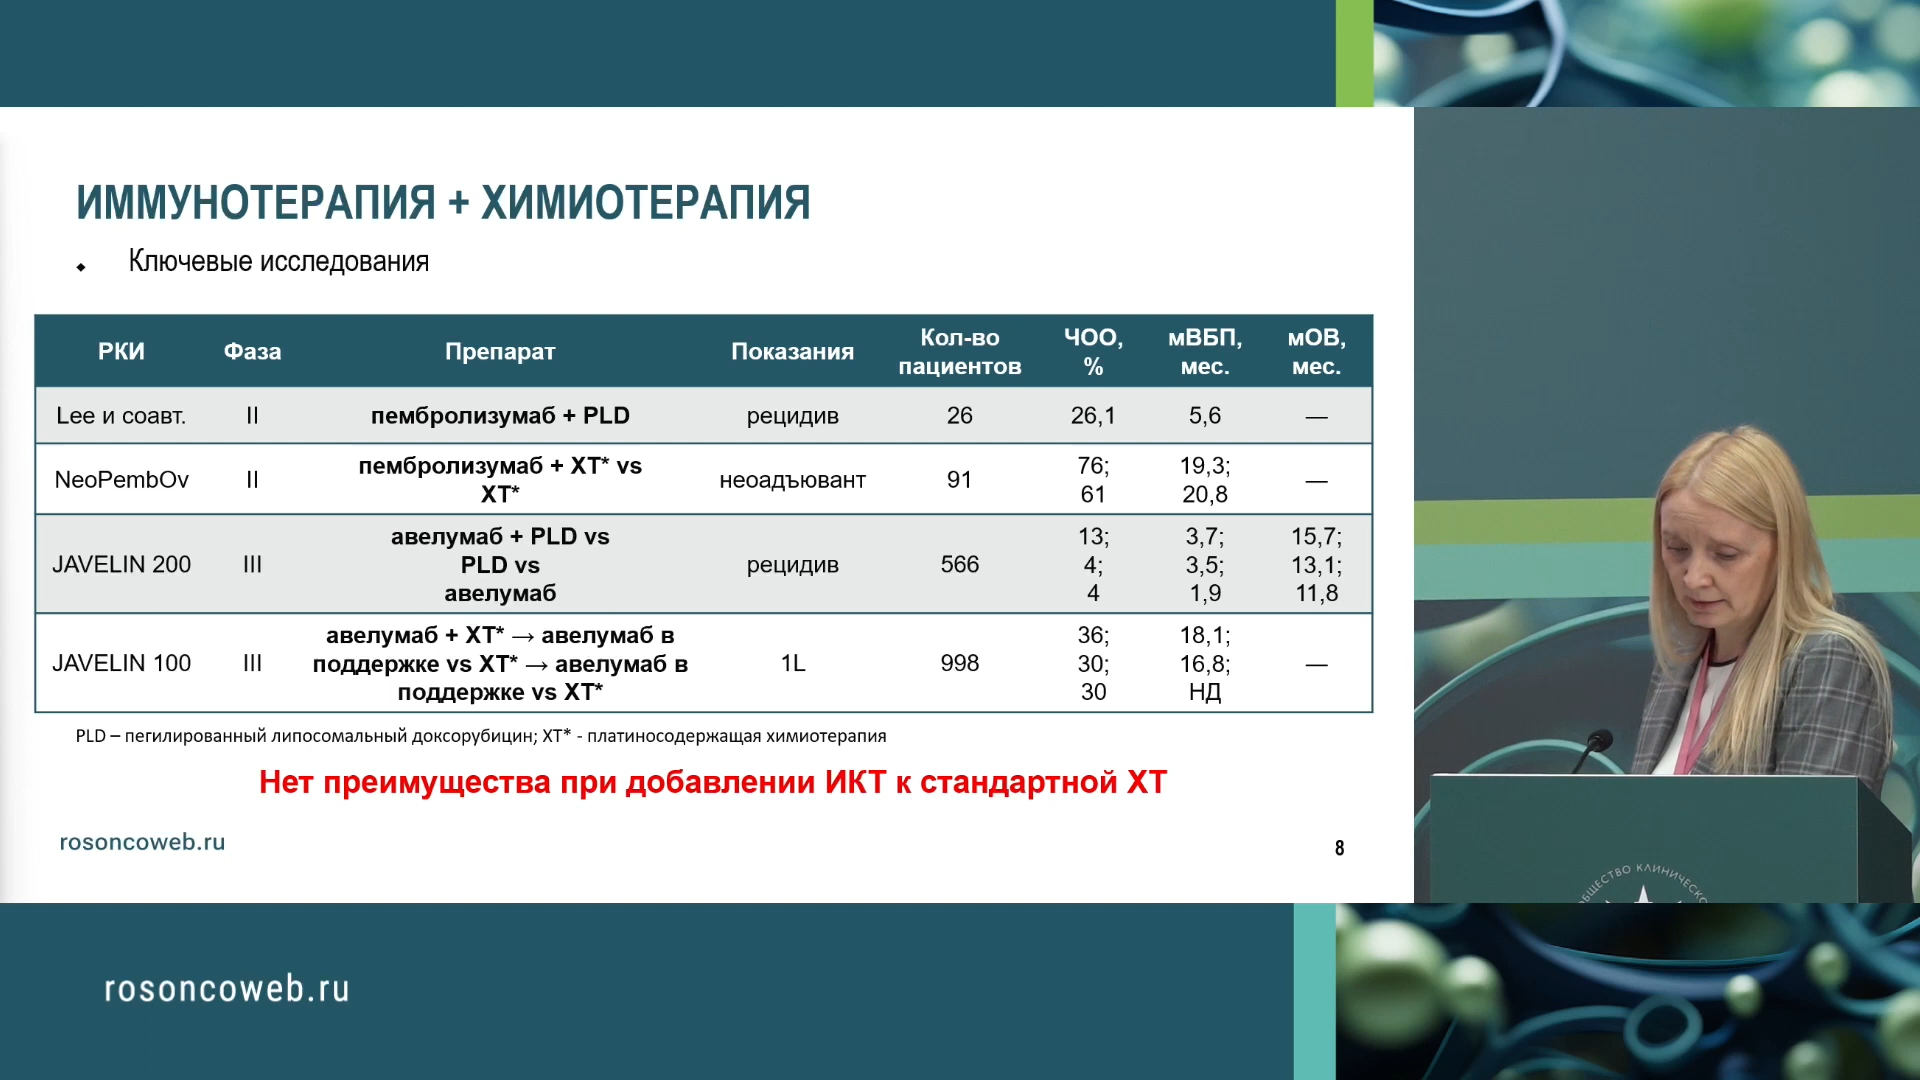 ИММУНОТЕРАПИЯ + ХИМИОТЕРАПИЯ
Ключевые исследования
РКИ Фаза Препарат Показания Кол-во пациентов ЧОО, % мВБП, мес. мОВ, мес.
Lee и соавт. II пембролизумаб + PLD рецидив 26 26,1 5,6 —
NeoPembOv II пембролизумаб + ХТ* vs ХТ* неоадъювант 91 76; 61 19,3; 20,8 —
JAVELIN 200 III авелумаб + PLD vs PLD vs авелумаб рецидив 566 13; 4; 4 3,7; 3,5; 1,9 15,7; 13,1; 11,8
JAVELIN 100 III авелумаб + ХТ* → авелумаб в поддержке vs ХТ* → авелумаб в поддержке vs ХТ* 1L 998 36; 30; 30 18,1; 16,8; НД —
PLD – пегилированный липосомальный доксорубицин; ХТ* - платиносодержащая химиотерапия
Нет преимущества при добавлении ИКТ к стандартной ХТ
rosoncoweb.ru
8
ОБЩЕСТВО КЛИНИЧЕСКО
rosoncoweb.ru